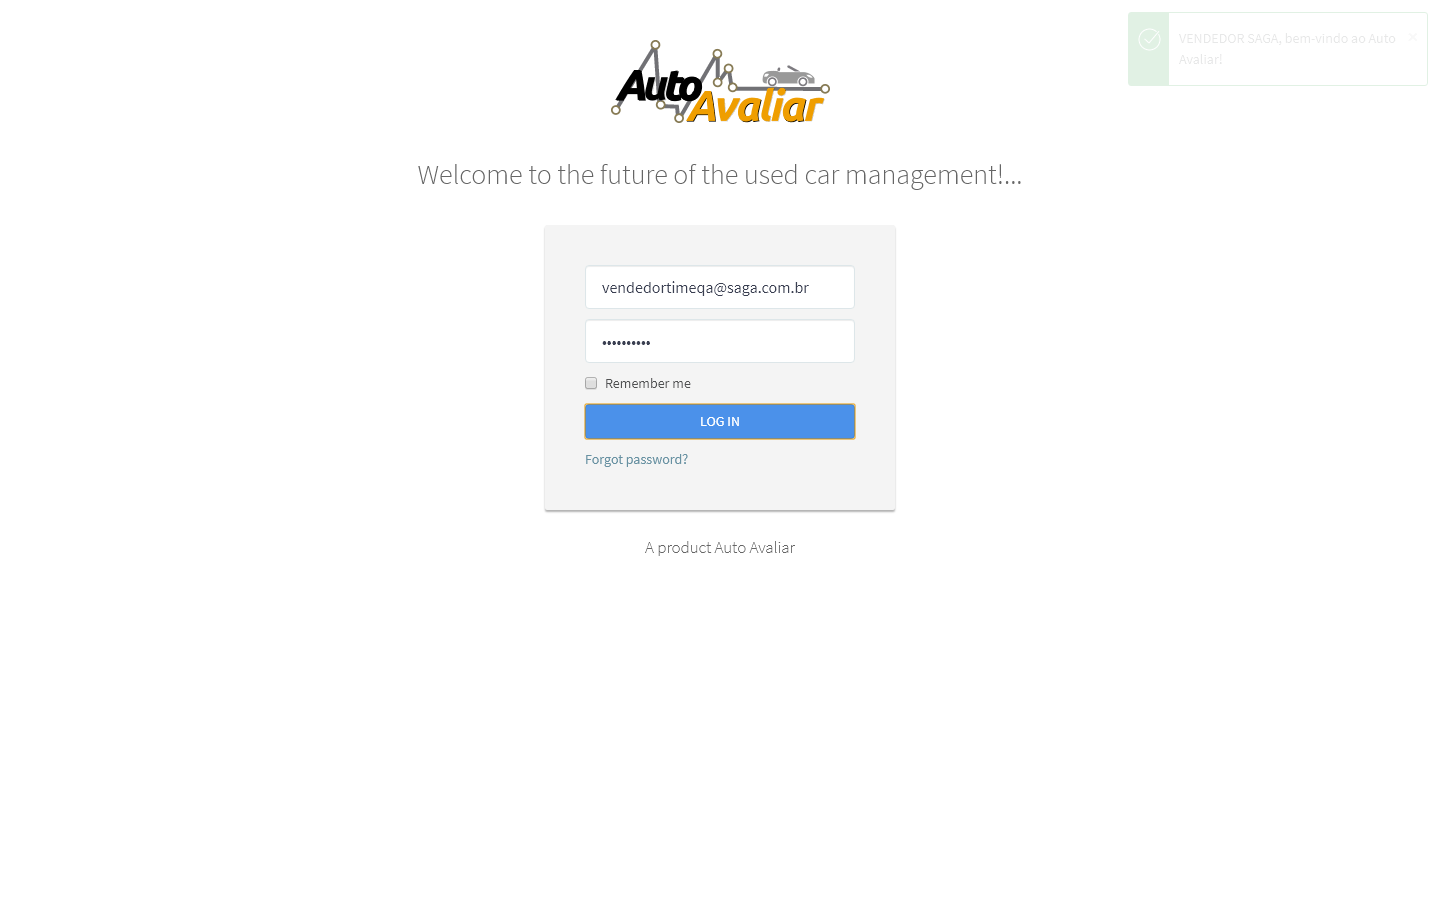 VENDEDOR SAGA, bem-vindo ao Auto
Avaliar!
×
Auto
Avaliar
Welcome to the future of the used car management!...
vendedortimeqa@saga.com.br
••••••••••
Remember me
LOG IN
Forgot password?
A product Auto Avaliar